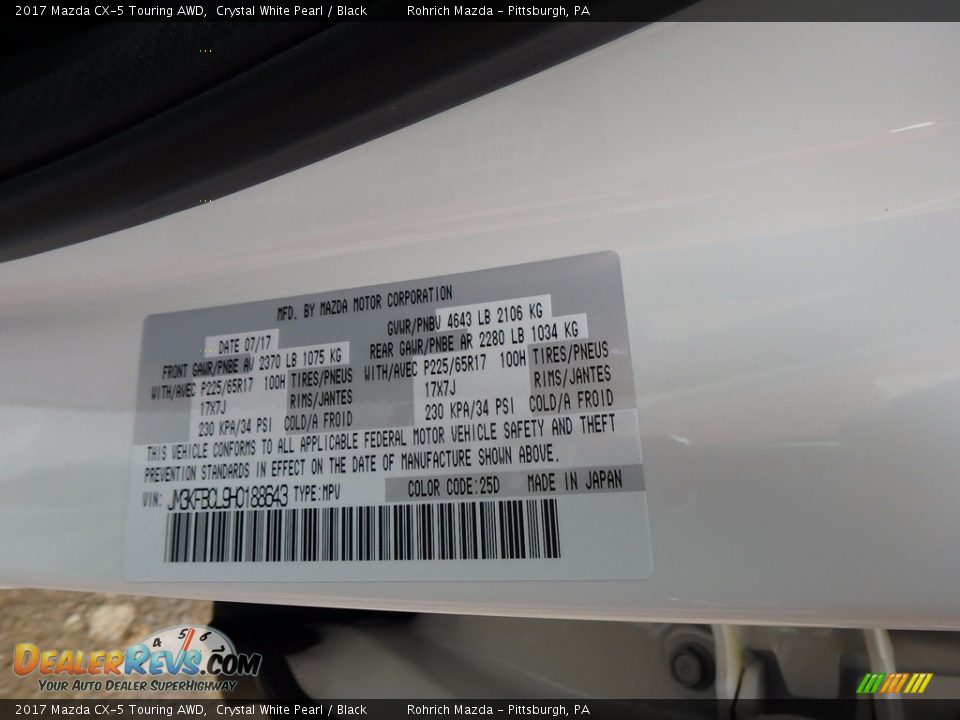 2017 Mazda CX-5 Touring AWD, Crystal White Pearl / Black Rohrich Mazda - Pittsburgh, PA
MFD. BY MAZDA MOTOR CORPORATION
DATE 07/17 GVWR/PNBV 4643 LB 2106 KG
FRONT GAWR/PNBE AV 2370 LB 1075 KG REAR GAWR/PNBE AR 2280 LB 1034 KG
WITH/AVEC P225/65R17 100H TIRES/PNEUS WITH/AVEC P225/65R17 100H TIRES/PNEUS
17X7J RIMS/JANTES 17X7J RIMS/JANTES
230 KPA/34 PSI COLD/A FROID 230 KPA/34 PSI COLD/A FROID
THIS VEHICLE CONFORMS TO ALL APPLICABLE FEDERAL MOTOR VEHICLE SAFETY AND THEFT
PREVENTION STANDARDS IN EFFECT ON THE DATE OF MANUFACTURE SHOWN ABOVE.
VIN: JM3KFBCL9H0188643 TYPE:MPV COLOR CODE:25D MADE IN JAPAN
4 5 6
DEALERREVS.COM
YOUR AUTO DEALER SUPERHIGHWAY
2017 Mazda CX-5 Touring AWD, Crystal White Pearl / Black Rohrich Mazda - Pittsburgh, PA